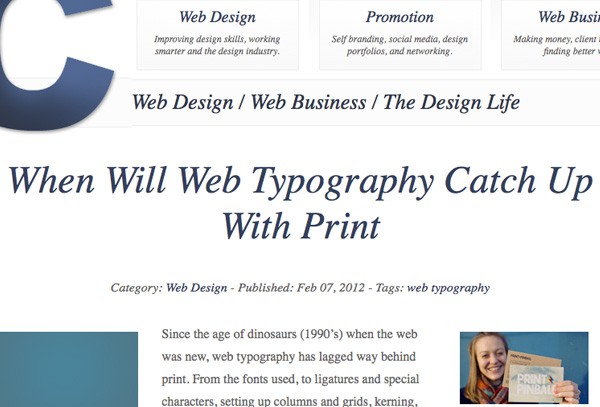 C
Web Design
Improving design skills, working
smarter and the design industry.
Promotion
Self branding, social media, design
portfolios, and networking.
Web Busi
Making money, client
finding better
Web Design / Web Business / The Design Life
When Will Web Typography Catch Up
With Print
Category: Web Design - Published: Feb 07, 2012 - Tags: web typography
Since the age of dinosaurs (1990’s) when the web
was new, web typography has lagged way behind
print. From the fonts used, to ligatures and special
characters, setting up columns and grids, kerning,
PRINT
PINBALL